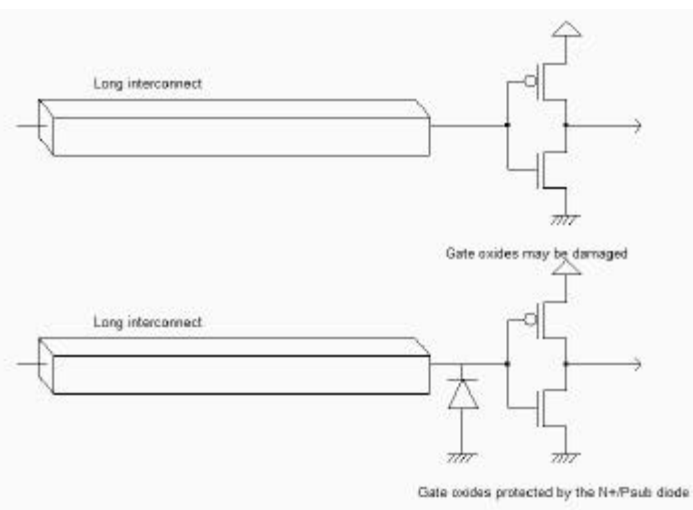 Long interconnect
Gate oxides may be damaged
Long interconnect
Gate oxides protected by the N+/Psub diode